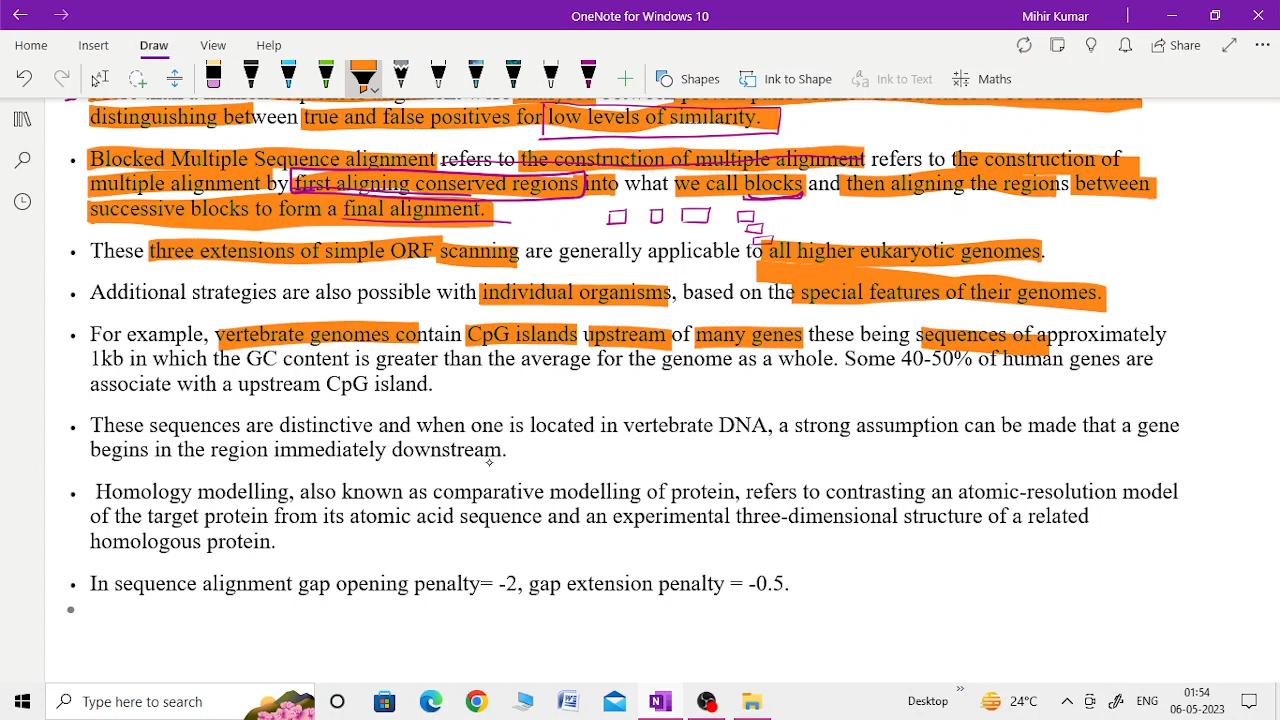 OneNote for Windows 10
Mihir Kumar
Home Insert Draw View Help
Share
Shapes Ink to Shape Ink to Text Maths
distinguishing between true and false positives for low levels of similarity.
• Blocked Multiple Sequence alignment refers to the construction of multiple alignment refers to the construction of
multiple alignment by first aligning conserved regions into what we call blocks and then aligning the regions between
successive blocks to form a final alignment.
• These three extensions of simple ORF scanning are generally applicable to all higher eukaryotic genomes.
• Additional strategies are also possible with individual organisms, based on the special features of their genomes.
• For example, vertebrate genomes contain CpG islands upstream of many genes these being sequences of approximately
1kb in which the GC content is greater than the average for the genome as a whole. Some 40-50% of human genes are
associate with a upstream CpG island.
• These sequences are distinctive and when one is located in vertebrate DNA, a strong assumption can be made that a gene
begins in the region immediately downstream.
• Homology modelling, also known as comparative modelling of protein, refers to contrasting an atomic-resolution model
of the target protein from its atomic acid sequence and an experimental three-dimensional structure of a related
homologous protein.
• In sequence alignment gap opening penalty= -2, gap extension penalty = -0.5.
Type here to search
Desktop
24°C
ENG
01:54
06-05-2023